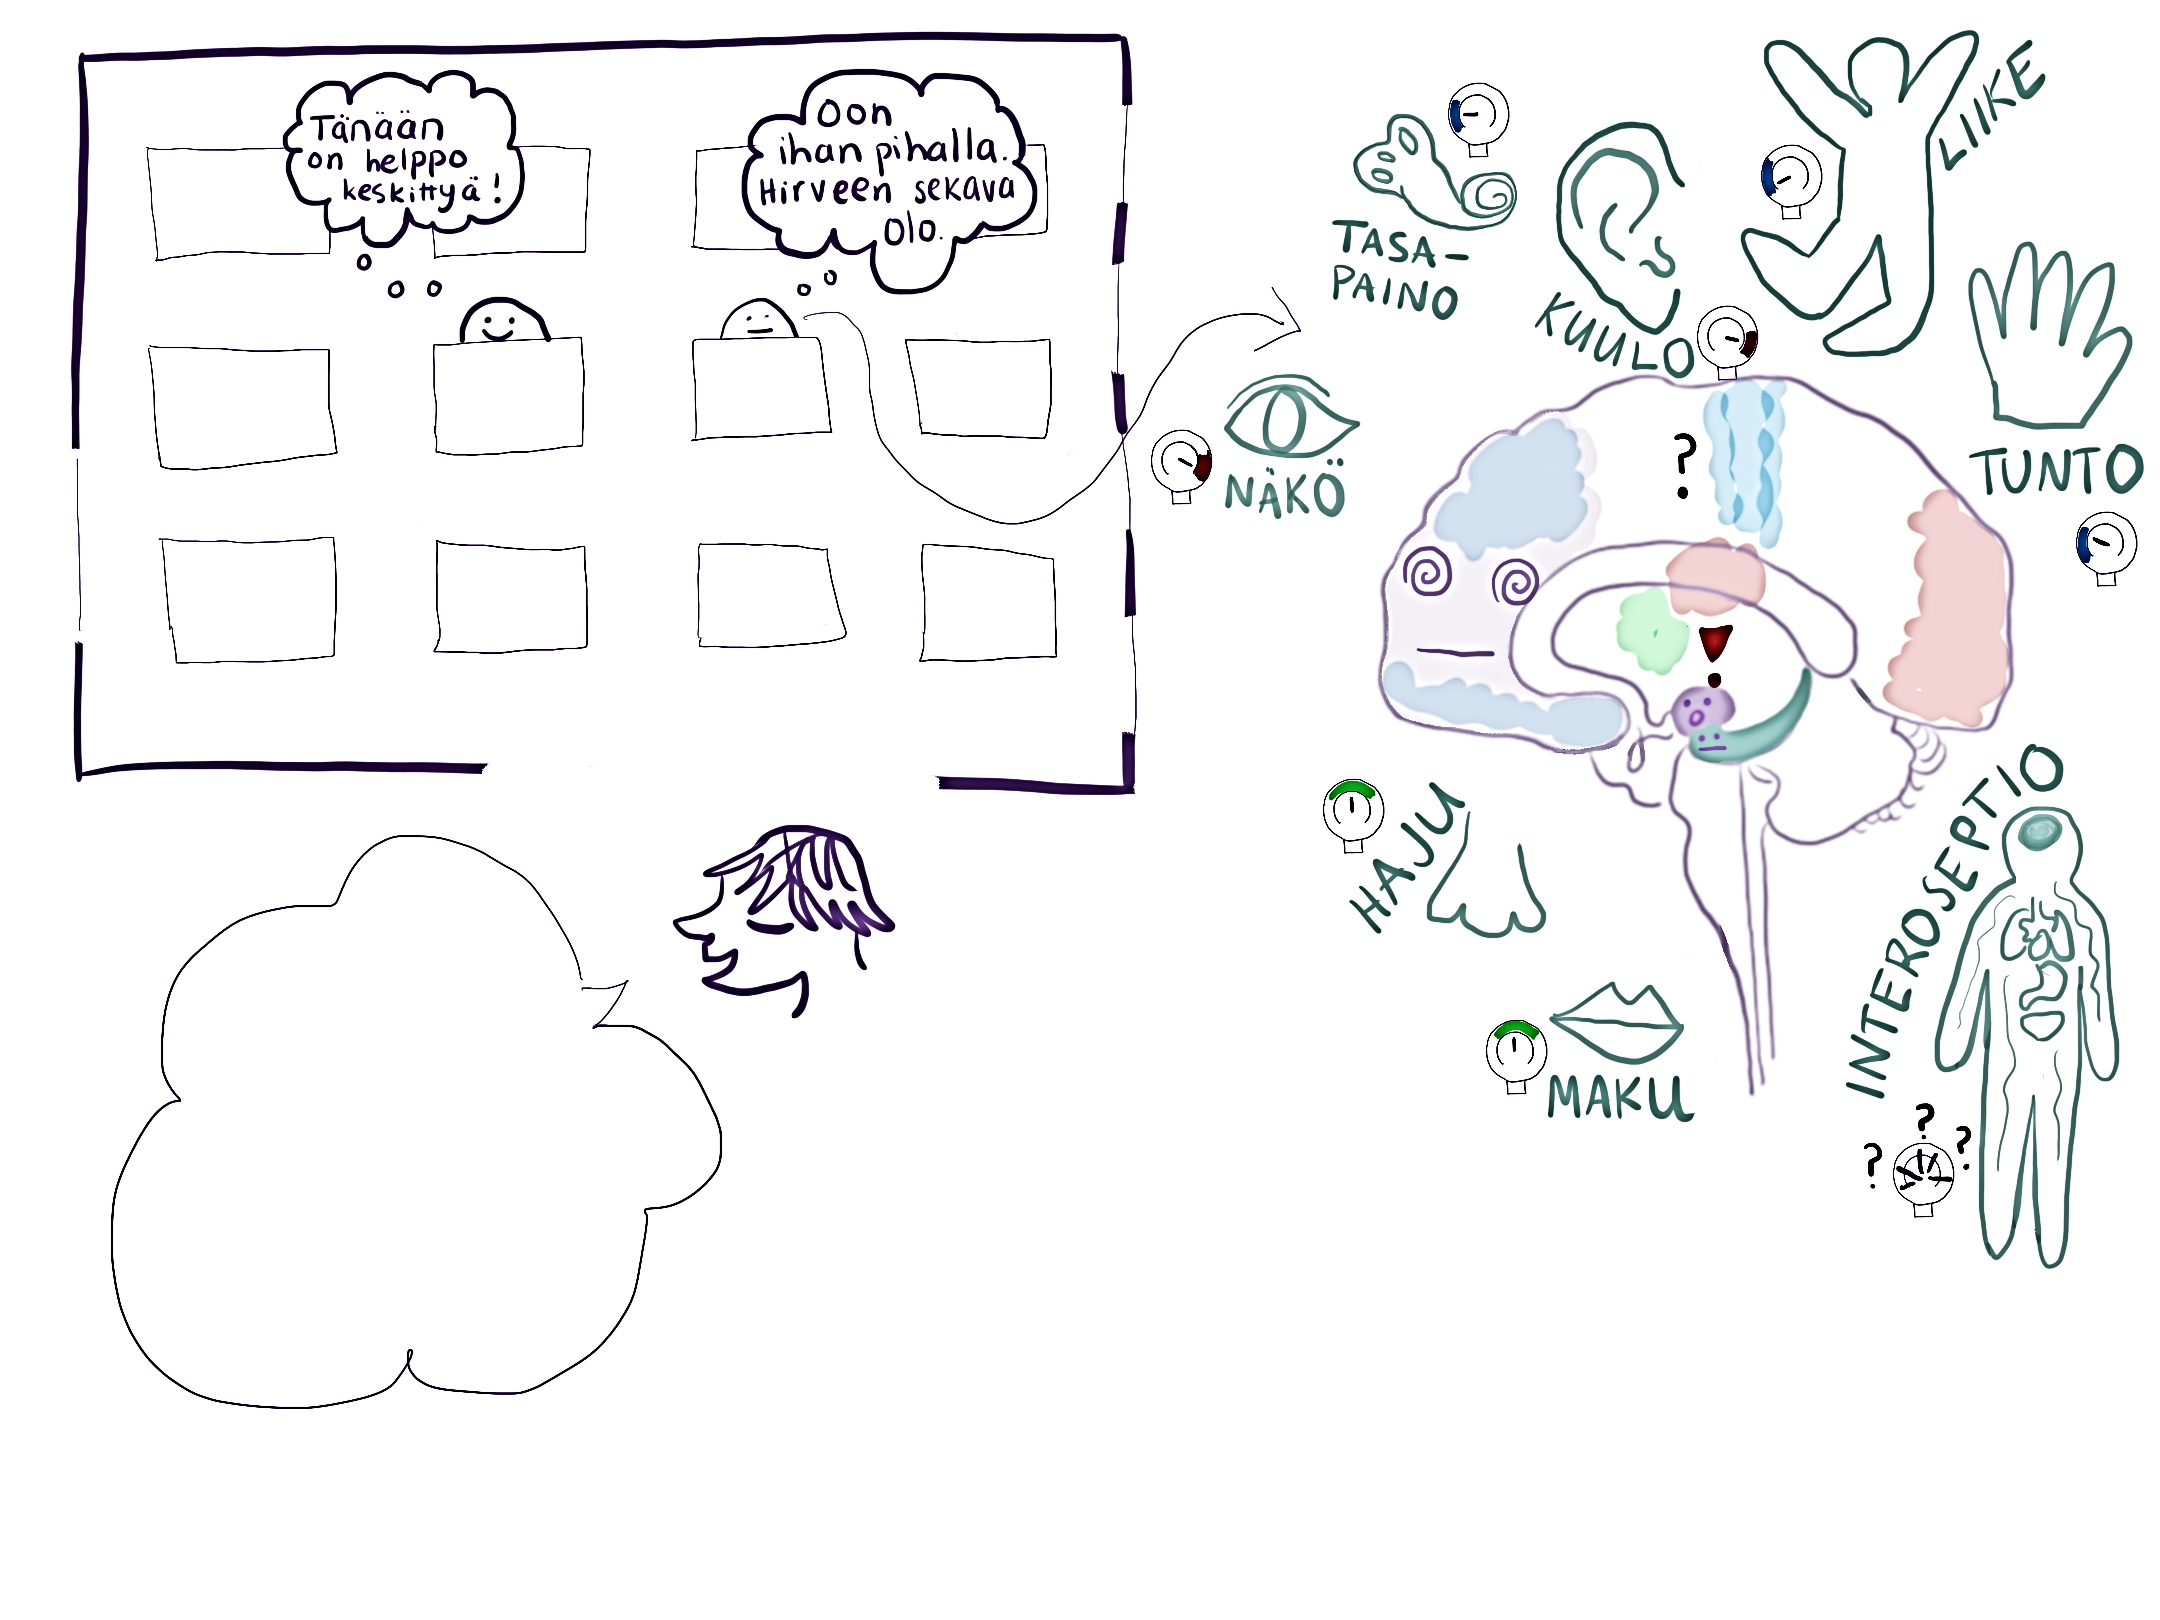 Tänään
on helppo
keskittyä!
Oon
ihan pihalla.
Hirveen sekava
olo.
TASA-
PAINO
KUULO
LIIKE
TUNTO
NÄKÖ
?
HAJU
MAKU
INTEROSEPTIO
? ? ?